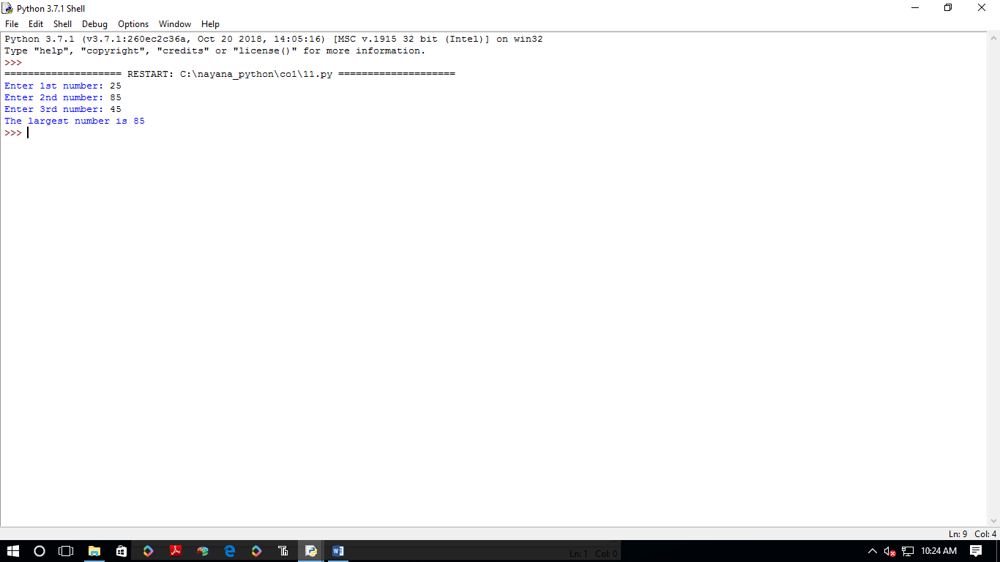 Python 3.7.1 Shell
File Edit Shell Debug Options Window Help
Python 3.7.1 (v3.7.1:260ec2c36a, Oct 20 2018, 14:05:16) [MSC v.1915 32 bit (Intel)] on win32
Type "help", "copyright", "credits" or "license()" for more information.
>>>
==================== RESTART: C:\nayana_python\co1\11.py ====================
Enter 1st number: 25
Enter 2nd number: 85
Enter 3rd number: 45
The largest number is 85
>>>
Ln: 9 Col: 4
Ln: 1 Col: 0
10:24 AM